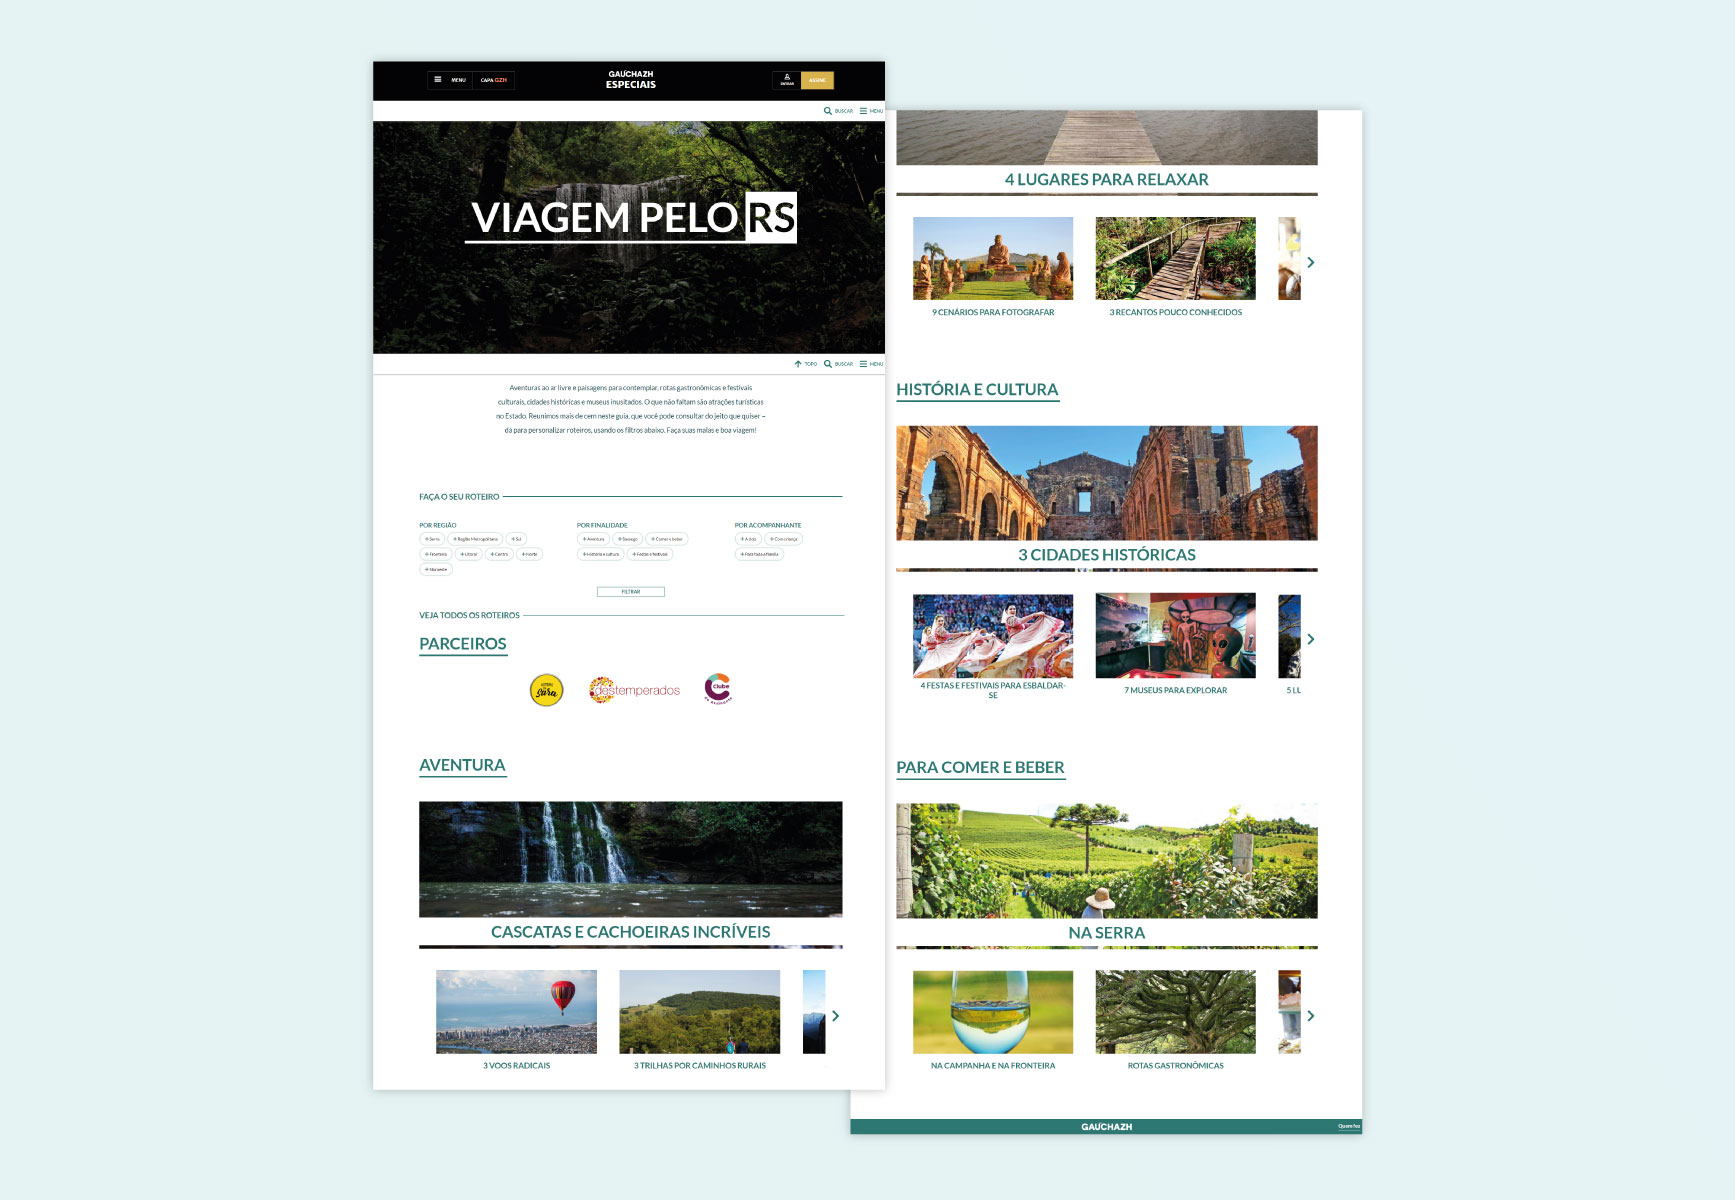 MENU
CAPA GZH
GAÚCHAZH
ESPECIAIS
ENTRAR
ASSINE
BUSCAR
MENU
VIAGEM PELO RS
TOPO
BUSCAR
MENU
Aventuras ao ar livre e paisagens para contemplar, rotas gastronômicas e festivais
culturais, cidades históricas e museus inusitados. O que não faltam são atrações turísticas
no Estado. Reunimos mais de cem neste guia, que você pode consultar do jeito que quiser –
dá para personalizar roteiros, usando os filtros abaixo. Faça suas malas e boa viagem!
FAÇA O SEU ROTEIRO
POR REGIÃO
+ Serra
+ Região Metropolitana
+ Sul
+ Fronteira
+ Litoral
+ Centro
+ Norte
+ Noroeste
POR FINALIDADE
+ Aventura
+ Sossego
+ Comer e beber
+ História e cultura
+ Festas e festivais
POR ACOMPANHANTE
+ A dois
+ Com criança
+ Para toda a família
FILTRAR
VEJA TODOS OS ROTEIROS
PARCEIROS
Sara
destemperados
Clube
AVENTURA
CASCATAS E CACHOEIRAS INCRÍVEIS
3 VOOS RADICAIS
3 TRILHAS POR CAMINHOS RURAIS
4 LUGARES PARA RELAXAR
9 CENÁRIOS PARA FOTOGRAFAR
3 RECANTOS POUCO CONHECIDOS
HISTÓRIA E CULTURA
3 CIDADES HISTÓRICAS
4 FESTAS E FESTIVAIS PARA ESBALDAR-
SE
7 MUSEUS PARA EXPLORAR
5 LU
PARA COMER E BEBER
NA SERRA
NA CAMPANHA E NA FRONTEIRA
ROTAS GASTRONÔMICAS
GAÚCHAZH
Quem fez